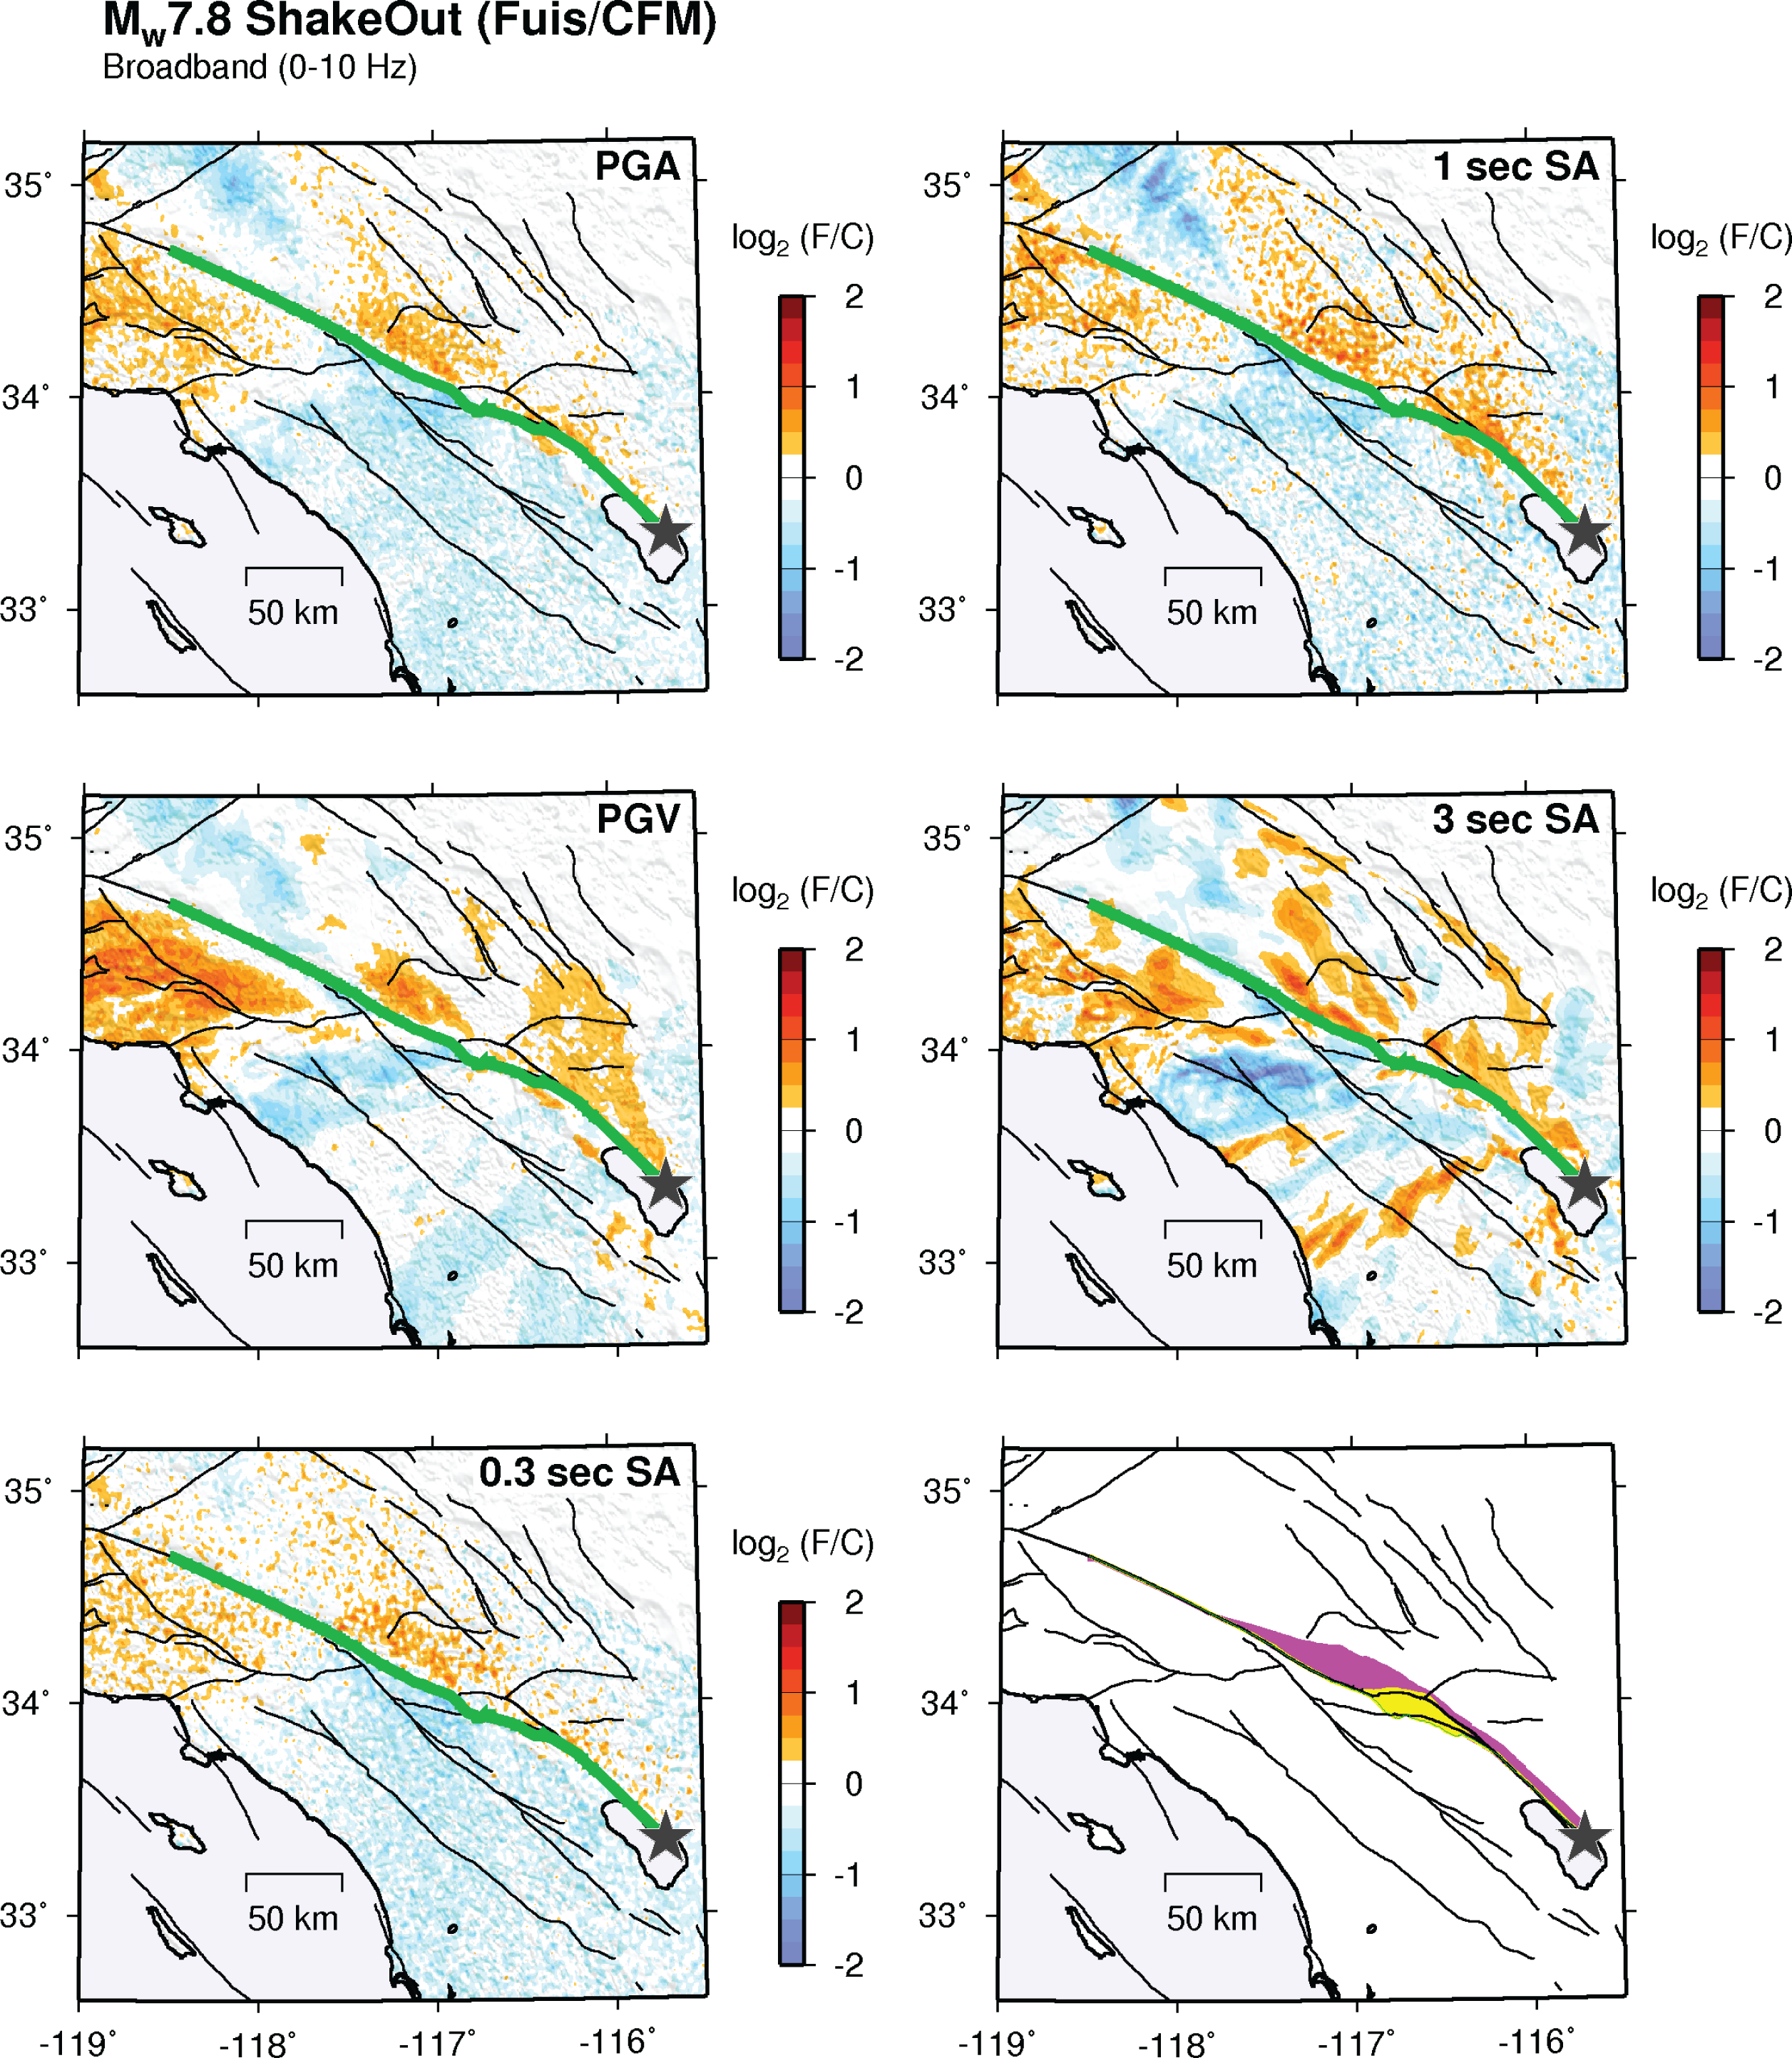 Mw7.8 ShakeOut (Fuis/CFM)
Broadband (0-10 Hz)
PGA
35˚
34˚
33˚
50 km
log2 (F/C)
2
1
0
-1
-2
1 sec SA
35˚
34˚
33˚
50 km
log2 (F/C)
2
1
0
-1
-2
PGV
35˚
34˚
33˚
50 km
log2 (F/C)
2
1
0
-1
-2
3 sec SA
35˚
34˚
33˚
50 km
log2 (F/C)
2
1
0
-1
-2
0.3 sec SA
35˚
34˚
33˚
50 km
-119˚ -118˚ -117˚ -116˚
log2 (F/C)
2
1
0
-1
-2
35˚
34˚
33˚
50 km
-119˚ -118˚ -117˚ -116˚